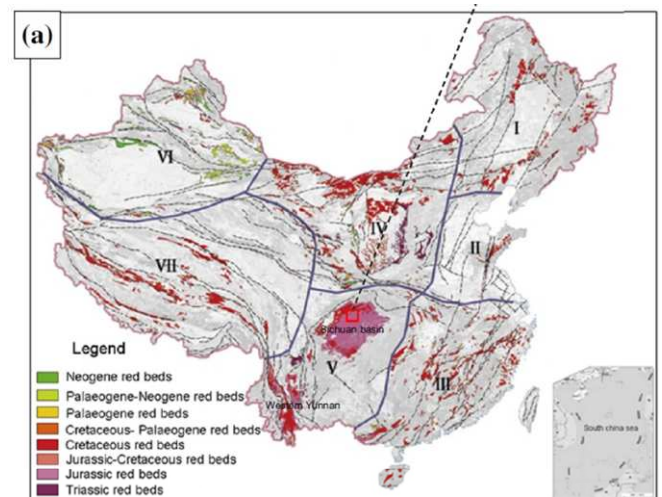 (a)
I
VI
IV
II
VII
Sichuan basin
V
III
Western Yunnan
South china sea
Legend
Neogene red beds
Palaeogene-Neogene red beds
Palaeogene red beds
Cretaceous- Palaeogene red beds
Cretaceous red beds
Jurassic-Cretaceous red beds
Jurassic red beds
Triassic red beds